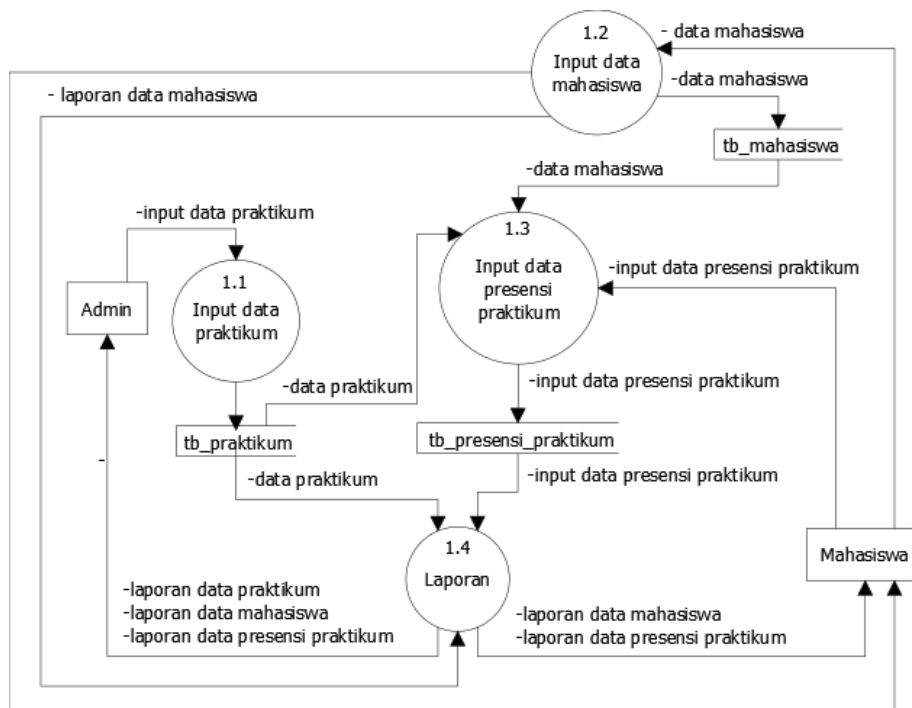 1.2
Input data
mahasiswa
- data mahasiswa
-data mahasiswa
- laporan data mahasiswa
tb_mahasiswa
-data mahasiswa
-input data praktikum
1.3
Input data
presensi
praktikum
-input data presensi praktikum
1.1
Input data
praktikum
Admin
-data praktikum
-input data presensi praktikum
tb_praktikum
tb_presensi_praktikum
-
-data praktikum
-input data presensi praktikum
1.4
Laporan
Mahasiswa
-laporan data praktikum
-laporan data mahasiswa
-laporan data presensi praktikum
-laporan data mahasiswa
-laporan data presensi praktikum